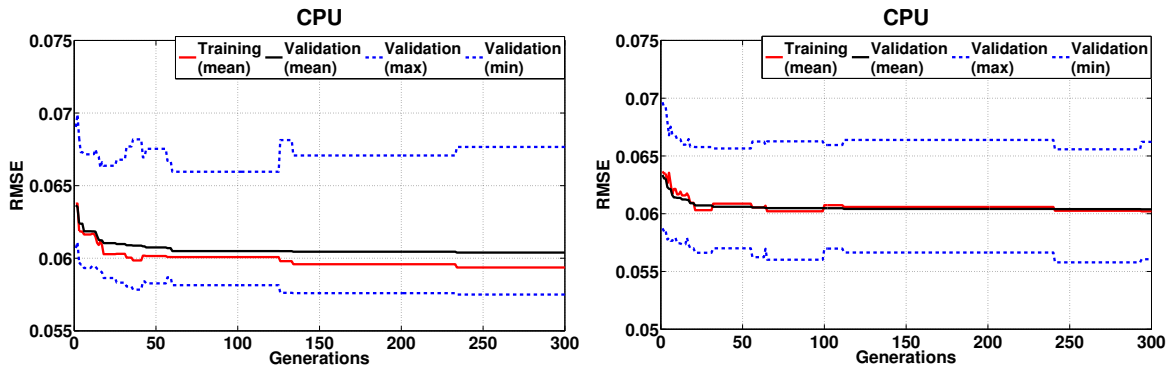 CPU
0.075
0.07
0.065
0.06
0.055
RMSE
Training (mean)
Validation (mean)
Validation (max)
Validation (min)
0 50 100 150 200 250 300
Generations
CPU
0.075
0.07
0.065
0.06
0.055
0.05
RMSE
Training (mean)
Validation (mean)
Validation (max)
Validation (min)
0 50 100 150 200 250 300
Generations